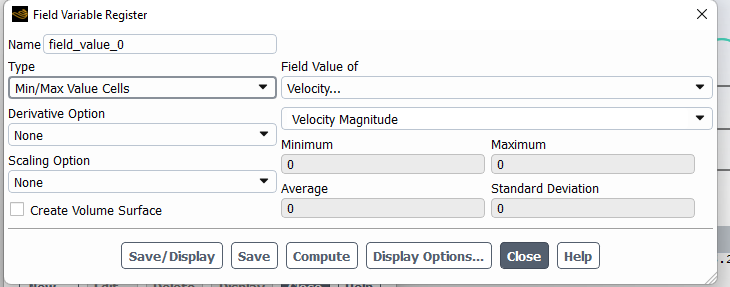 Field Variable Register
Name field_value_0
Type
Field Value of
Min/Max Value Cells
Velocity...
Derivative Option
None
Velocity Magnitude
Minimum
Maximum
Scaling Option
0
0
None
Average
Standard Deviation
Create Volume Surface
0
0
Save/Display Save Compute Display Options... Close Help